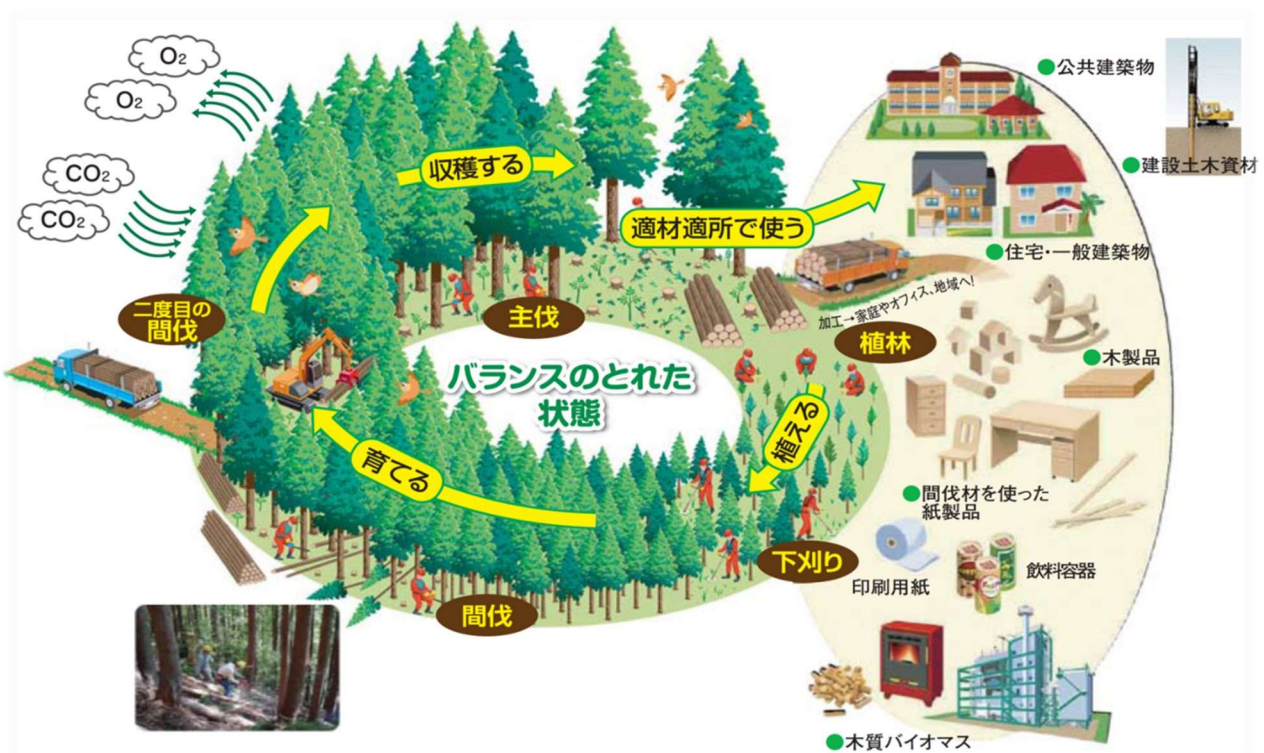 O₂
O₂
CO₂
CO₂
収穫する
適材適所で使う
公共建築物
建設土木資材
住宅・一般建築物
加工→家庭やオフィス、地域へ!
二度目の
間伐
主伐
植林
木製品
バランスのとれた
状態
植える
育てる
間伐材を使った
紙製品
下刈り
印刷用紙
飲料容器
間伐
木質バイオマス